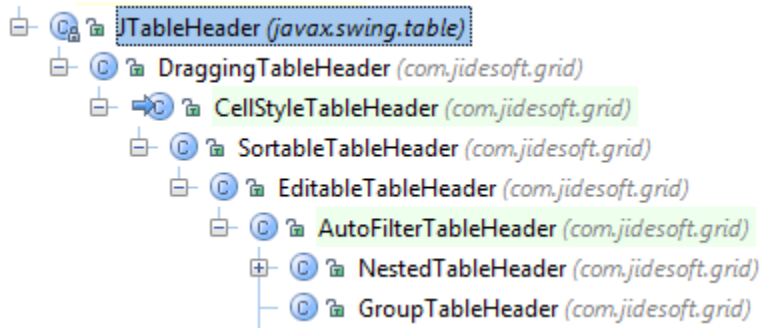 JTableHeader (javax.swing.table)
DraggingTableHeader (com.jidesoft.grid)
CellStyleTableHeader (com.jidesoft.grid)
SortableTableHeader (com.jidesoft.grid)
EditableTableHeader (com.jidesoft.grid)
AutoFilterTableHeader (com.jidesoft.grid)
NestedTableHeader (com.jidesoft.grid)
GroupTableHeader (com.jidesoft.grid)